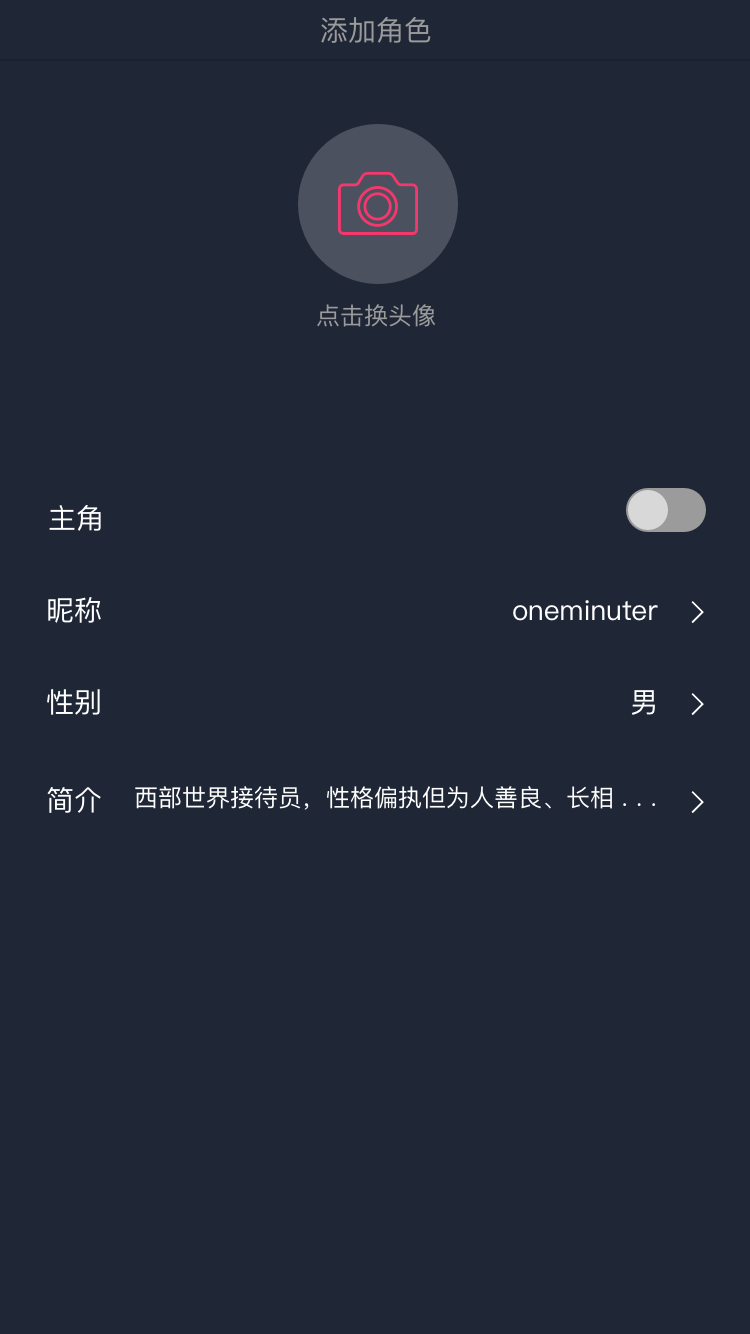 添加角色
点击换头像
主角
昵称 oneminuter
性别 男
简介 西部世界接待员，性格偏执但为人善良、长相 . . .